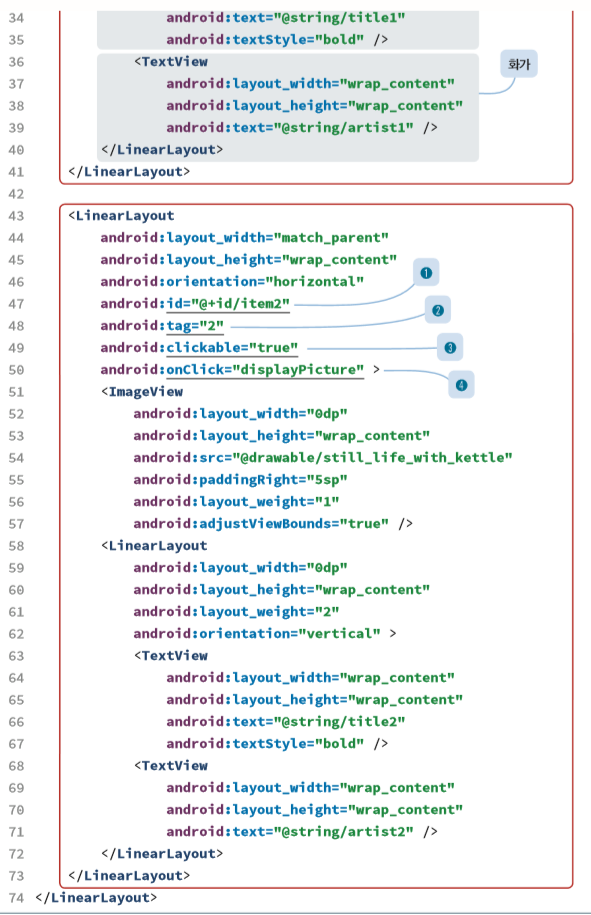 34 android:text="@string/title1"
35 android:textStyle="bold" />
36 <TextView
화가
37 android:layout_width="wrap_content"
38 android:layout_height="wrap_content"
39 android:text="@string/artist1" />
40 </LinearLayout>
41 </LinearLayout>
42
43 <LinearLayout
44 android:layout_width="match_parent"
45 android:layout_height="wrap_content"
46 android:orientation="horizontal"
❶
47 android:id="@+id/item2"
❷
48 android:tag="2"
❸
49 android:clickable="true"
❹
50 android:onClick="displayPicture" >
51 <ImageView
52 android:layout_width="0dp"
53 android:layout_height="wrap_content"
54 android:src="@drawable/still_life_with_kettle"
55 android:paddingRight="5sp"
56 android:layout_weight="1"
57 android:adjustViewBounds="true" />
58 <LinearLayout
59 android:layout_width="0dp"
60 android:layout_height="wrap_content"
61 android:layout_weight="2"
62 android:orientation="vertical" >
63 <TextView
64 android:layout_width="wrap_content"
65 android:layout_height="wrap_content"
66 android:text="@string/title2"
67 android:textStyle="bold" />
68 <TextView
69 android:layout_width="wrap_content"
70 android:layout_height="wrap_content"
71 android:text="@string/artist2" />
72 </LinearLayout>
73 </LinearLayout>
74 </LinearLayout>